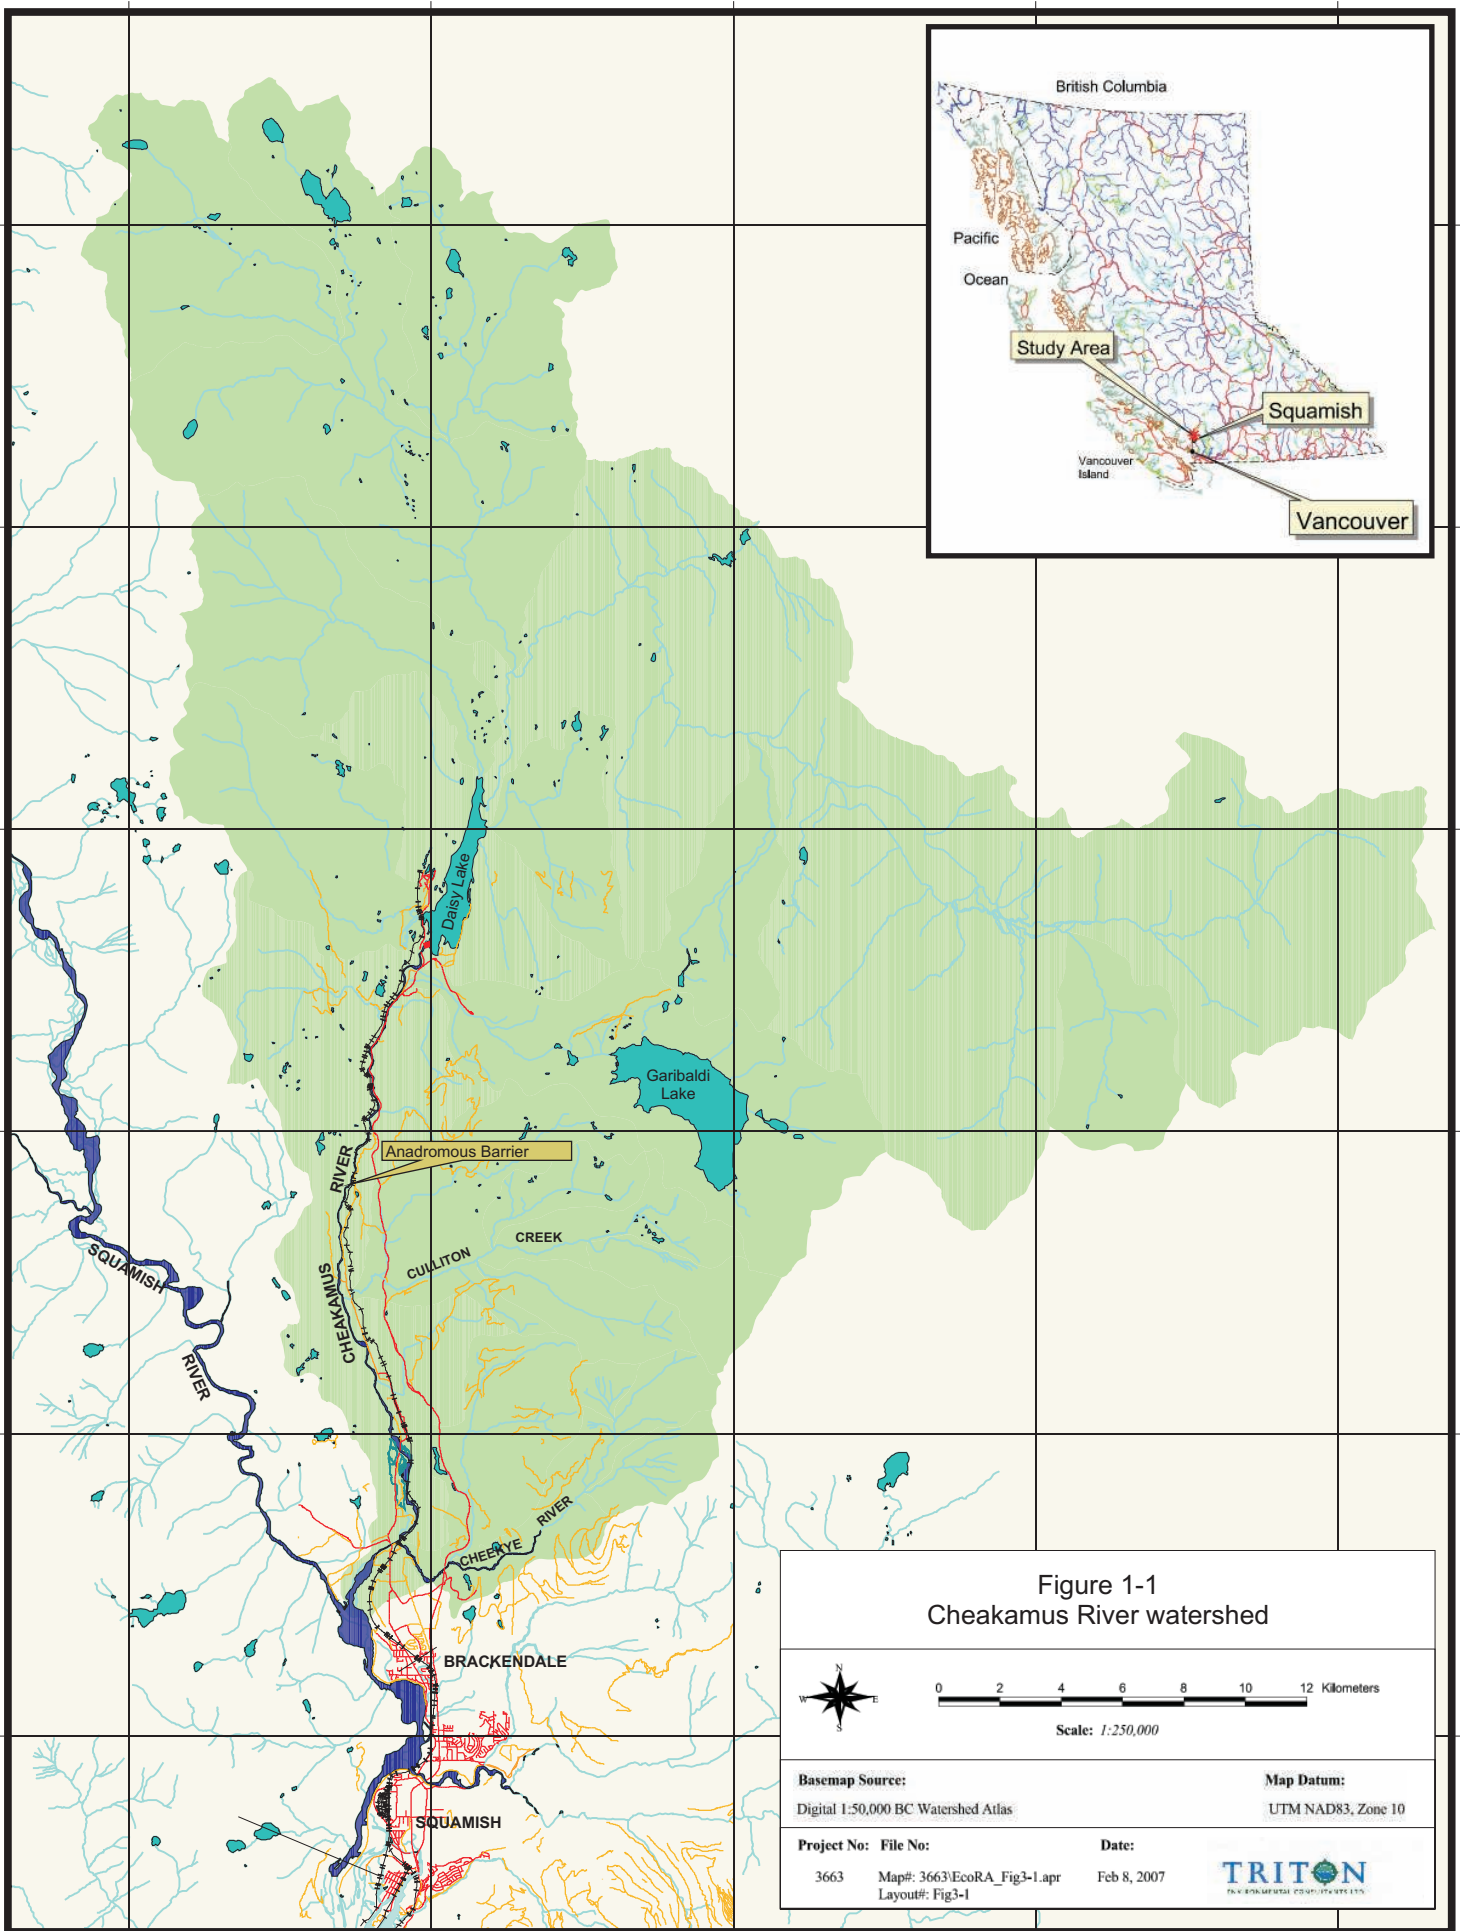 British Columbia
Pacific
Ocean
Study Area
Squamish
Vancouver
Island
Vancouver
Daisy Lake
Garibaldi
Lake
Anadromous Barrier
RIVER
CHEAKAMUS
CULLITON
CREEK
SQUAMISH
RIVER
CHEEKYE
RIVER
BRACKENDALE
SQUAMISH
Figure 1-1
Cheakamus River watershed
N
W E
S
0 2 4 6 8 10 12 Kilometers
Scale: 1:250,000
Basemap Source: Map Datum:
Digital 1:50,000 BC Watershed Atlas UTM NAD83, Zone 10
Project No: File No: Date:
3663 Map#: 3663\EcoRA_Fig3-1.apr Feb 8, 2007
Layout#: Fig3-1
TRITON
ENVIRONMENTAL CONSULTANTS LTD.